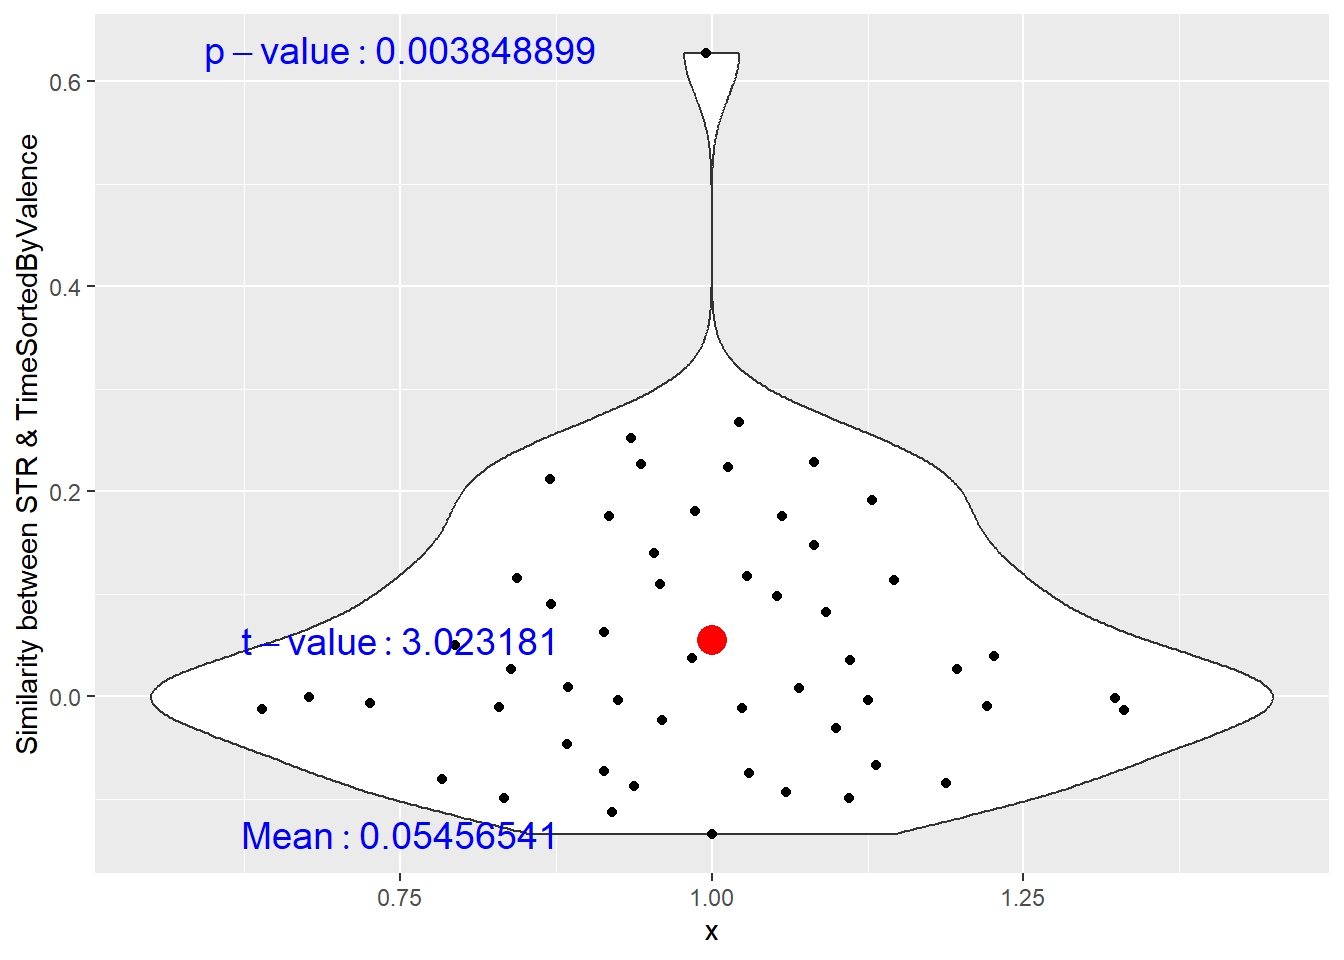 p – value : 0.003848899
0.6
0.4
0.2
t – value : 3.023181
0.0
Mean : 0.05456541
0.75
1.00
1.25
x
Similarity between STR & TimeSortedByValence